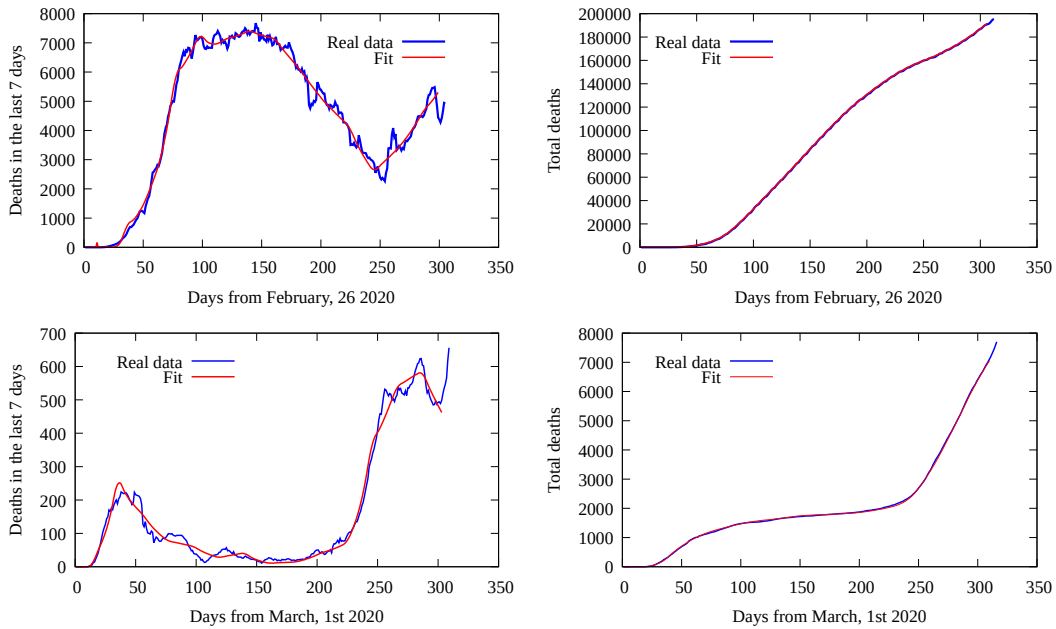 8000
7000
6000
5000
4000
3000
2000
1000
0
Deaths in the last 7 days
Real data
Fit
0 50 100 150 200 250 300 350
Days from February, 26 2020
200000
180000
160000
140000
120000
100000
80000
60000
40000
20000
0
Total deaths
Real data
Fit
0 50 100 150 200 250 300 350
Days from February, 26 2020
700
600
500
400
300
200
100
0
Deaths in the last 7 days
Real data
Fit
0 50 100 150 200 250 300 350
Days from March, 1st 2020
8000
7000
6000
5000
4000
3000
2000
1000
0
Total deaths
Real data
Fit
0 50 100 150 200 250 300 350
Days from March, 1st 2020